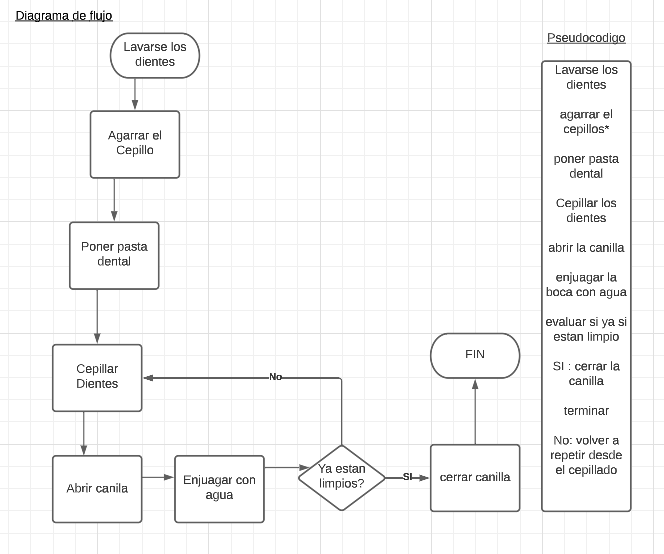 Diagrama de flujo
Lavarse los
dientes
Agarrar el
Cepillo
Poner pasta
dental
Cepillar
Dientes
No
Abrir canila
Enjuagar con
agua
Ya estan
limpios?
SI
cerrar canilla
FIN
Pseudocodigo
Lavarse los
dientes
agarrar el
cepillos*
poner pasta
dental
Cepillar los
dientes
abrir la canilla
enjuagar la
boca con agua
evaluar si ya si
estan limpio
SI : cerrar la
canilla
terminar
No: volver a
repetir desde
el cepillado